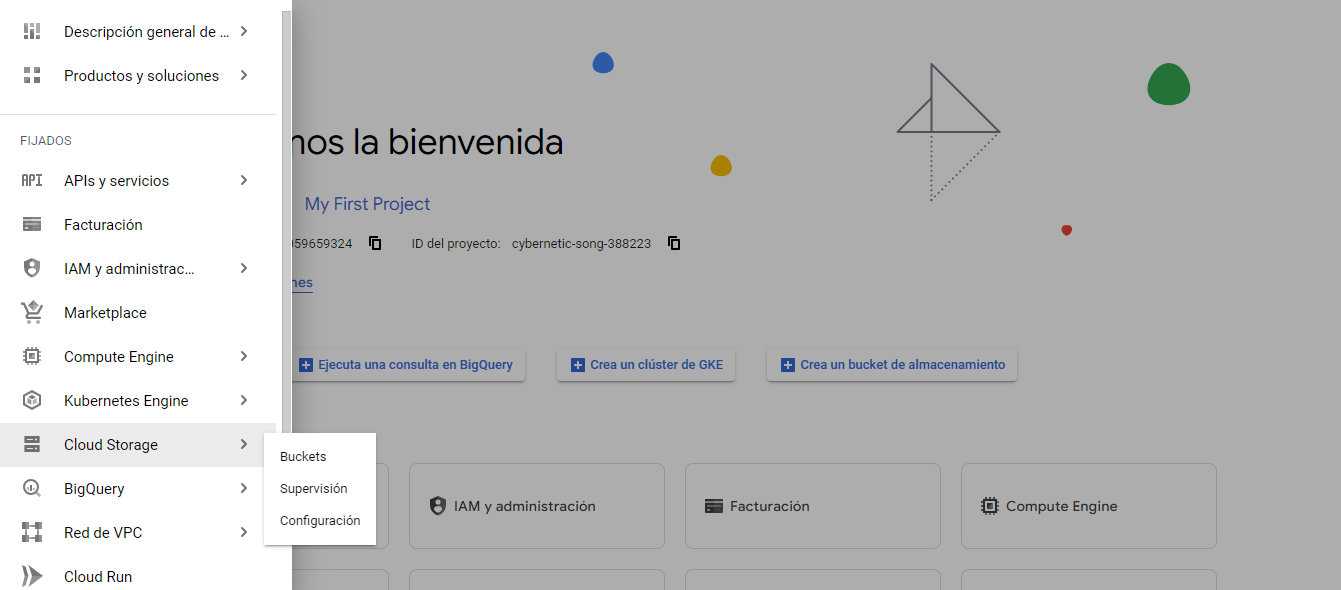 Descripción general de ...
Productos y soluciones
FIJADOS
API APIs y servicios
Facturación
IAM y administrac...
Marketplace
Compute Engine
Kubernetes Engine
Cloud Storage
BigQuery
Red de VPC
Cloud Run
Buckets
Supervisión
Configuración
mos la bienvenida
My First Project
59659324 ID del proyecto: cybernetic-song-388223
nes
Ejecuta una consulta en BigQuery
Crea un clúster de GKE
Crea un bucket de almacenamiento
IAM y administración
Facturación
Compute Engine